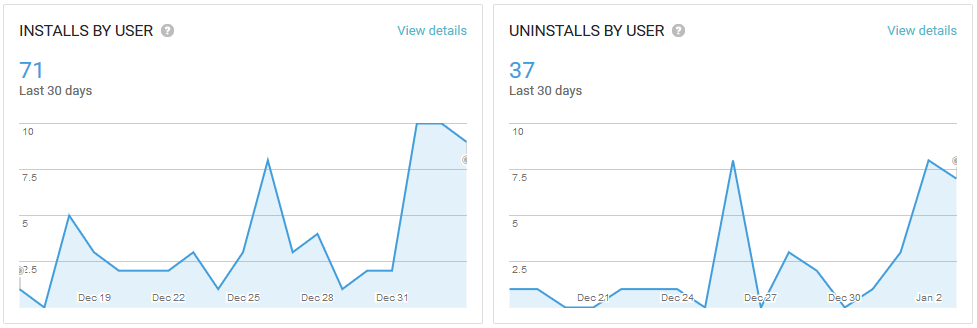 INSTALLS BY USER ?
View details
71
Last 30 days
10
7.5
5
2.5
Dec 19 Dec 22 Dec 25 Dec 28 Dec 31
UNINSTALLS BY USER ?
View details
37
Last 30 days
10
7.5
5
2.5
Dec 21 Dec 24 Dec 27 Dec 30 Jan 2